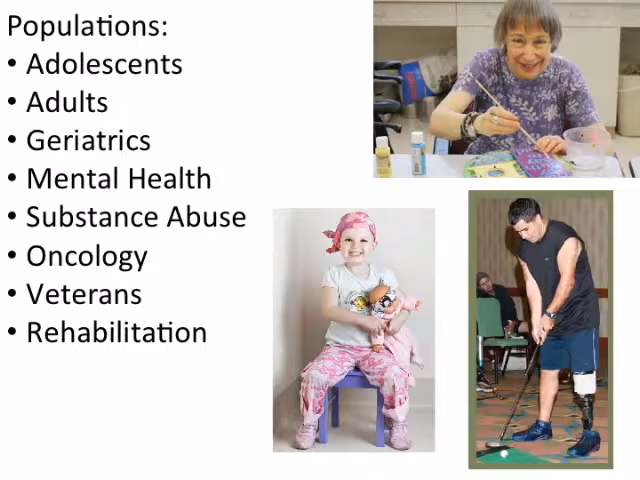 Populations:
• Adolescents
• Adults
• Geriatrics
• Mental Health
• Substance Abuse
• Oncology
• Veterans
• Rehabilitation